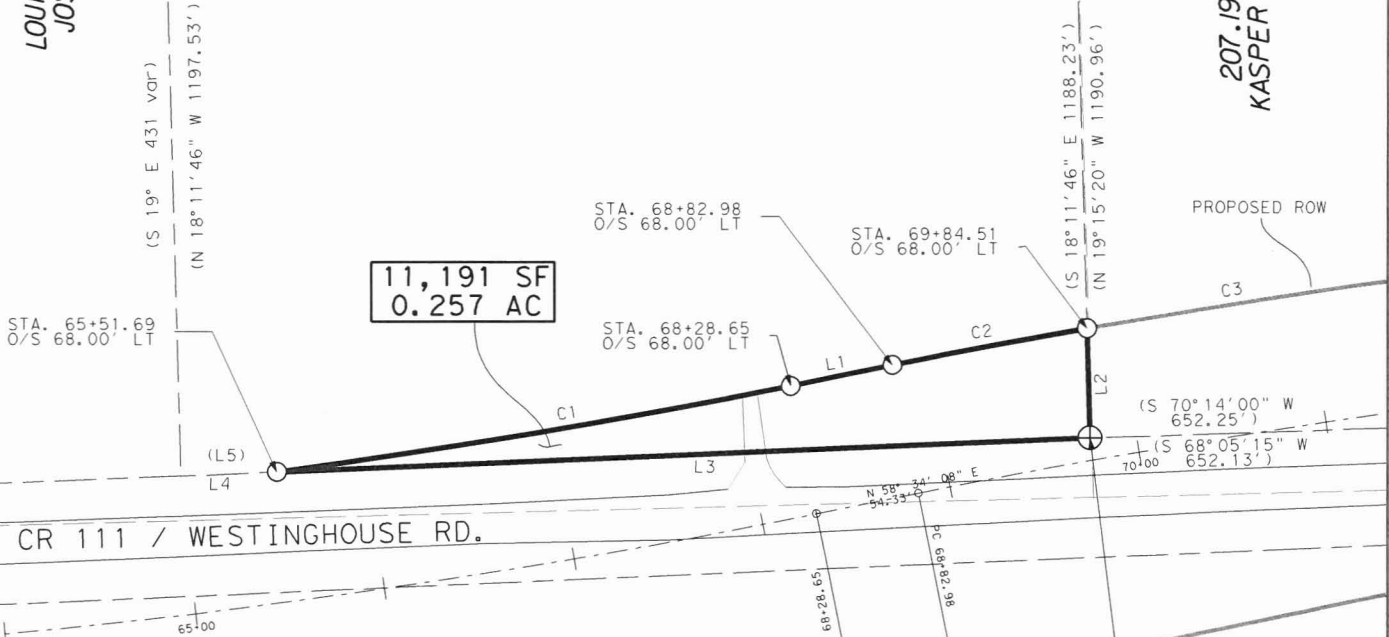 LOUI
JOS
(S 19° E 431 var)
(N 18°11'46" W 1197.53')
(S 18°11'46" E 1188.23')
(N 19°15'20" W 1190.96')
207.19
KASPER
STA. 68+82.98
O/S 68.00' LT
STA. 69+84.51
O/S 68.00' LT
PROPOSED ROW
11,191 SF
0.257 AC
C3
STA. 65+51.69
O/S 68.00' LT
STA. 68+28.65
O/S 68.00' LT
C2
L1
C1
L2
(S 70°14'00" W
652.25')
(S 68°05'15" W
652.13')
(L5)
L4
L3
70+00
N 58° 34' 08" E
54.33'
CR 111 / WESTINGHOUSE RD.
PC 68+82.98
68+28.65
65+00